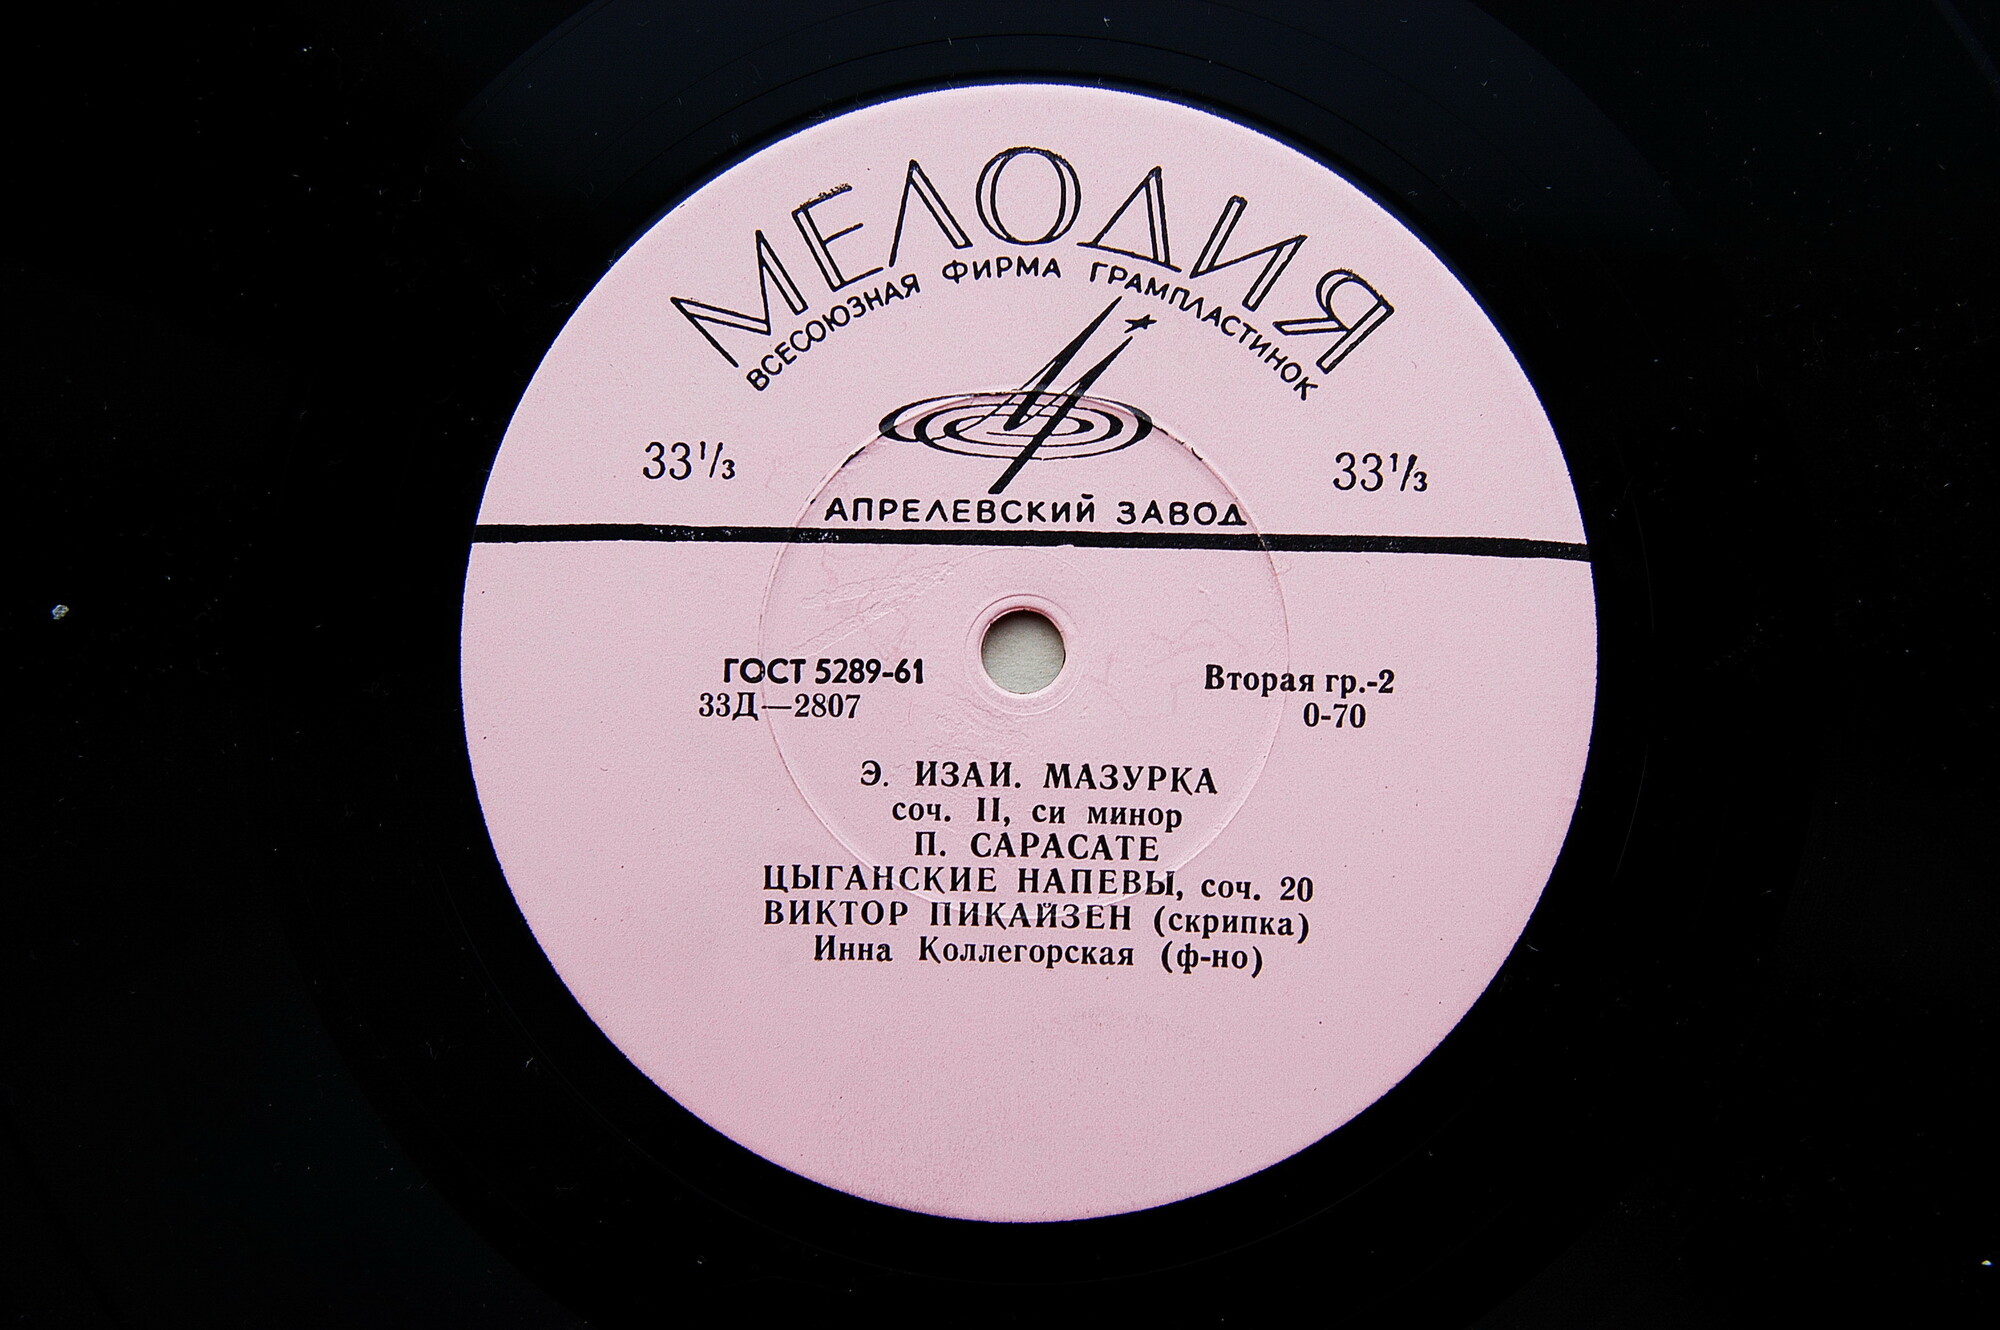 МЕЛОДИЯ
ВСЕСОЮЗНАЯ ФИРМА ГРАМПЛАСТИНОК
33⅓ 33⅓
АПРЕЛЕВСКИЙ ЗАВОД
ГОСТ 5289-61 Вторая гр.-2
33Д—2807 0-70
Э. ИЗАИ. МАЗУРКА
соч. II, си минор
П. САРАСАТЕ
ЦЫГАНСКИЕ НАПЕВЫ, соч. 20
ВИКТОР ПИКАЙЗЕН (скрипка)
Инна Коллегорская (ф-но)